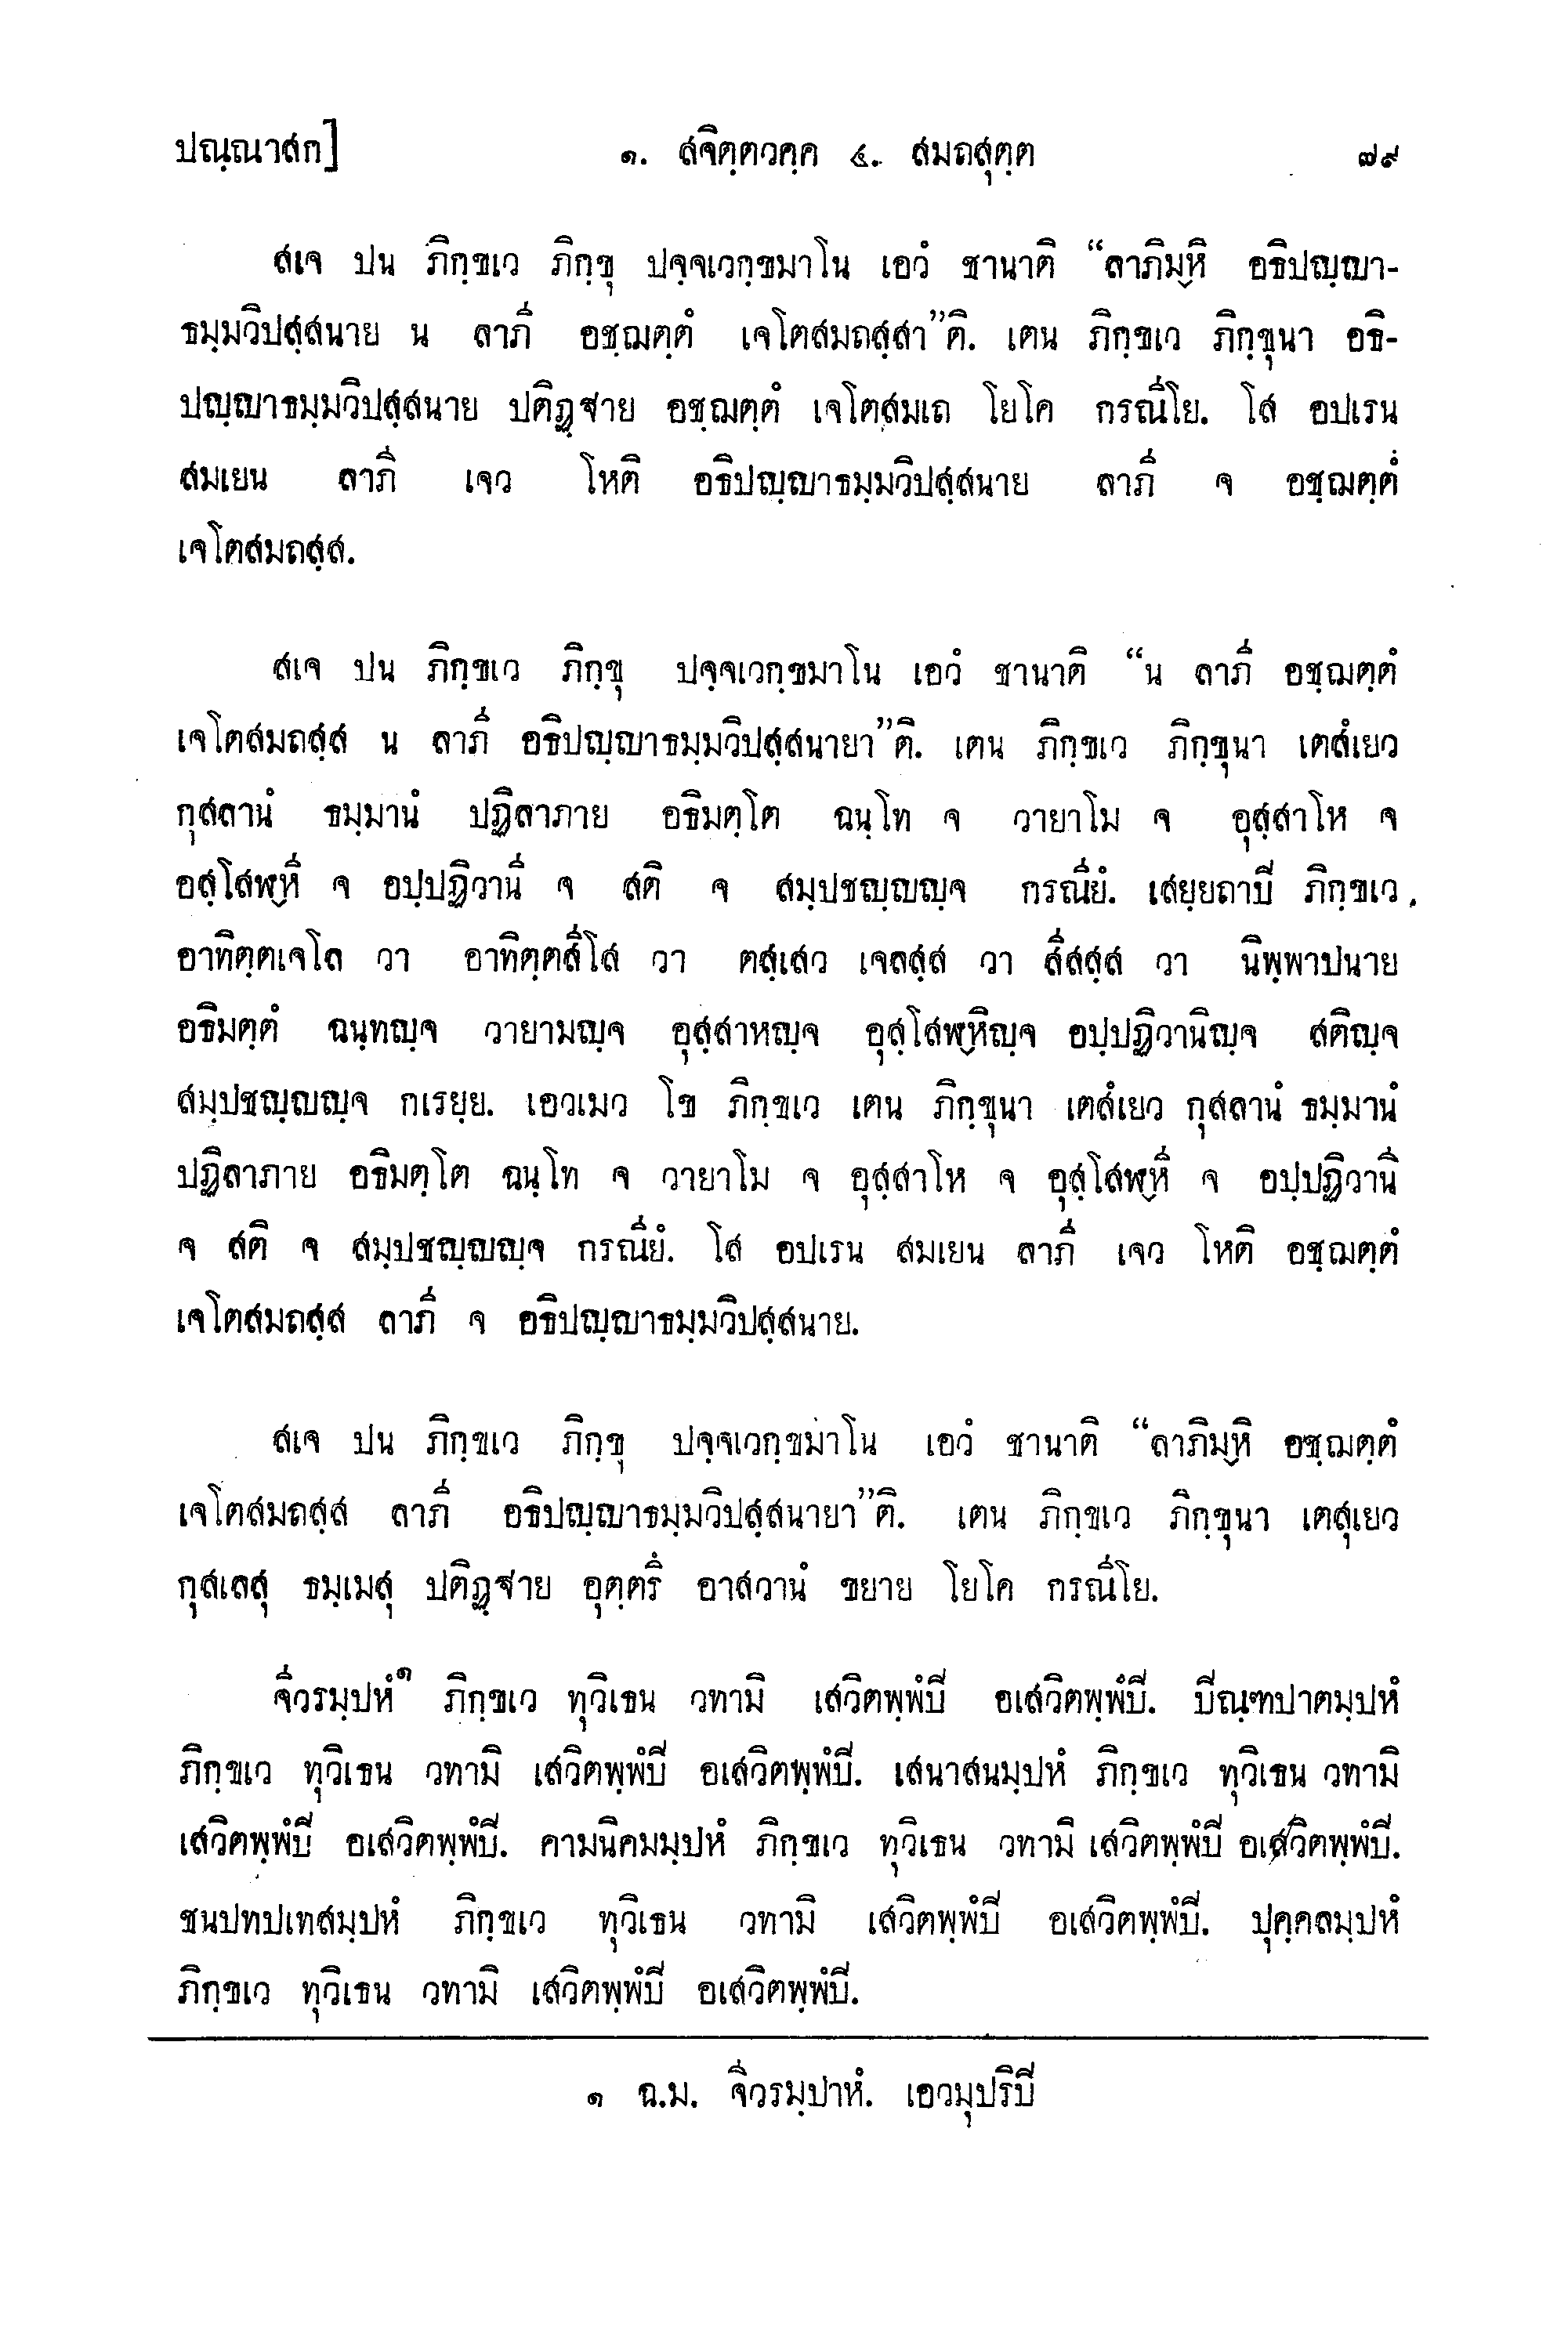 ปณฺณาสก] ๑. สจิตฺตวคฺค ๔. สมถสุตฺต ๗๙
สเจ ปน ภิกฺขเว ภิกฺขุ ปจฺจเวกฺขมาโน เอวํ ชานาติ “ลาภิมฺหิ อธิปญฺญา-
ธมฺมวิปสฺสนาย น ลาภี อชฺฌตฺตํ เจโตสมถสฺสา”ติ. เตน ภิกฺขเว ภิกฺขุนา อธิ-
ปญฺญาธมฺมวิปสฺสนาย ปติฏฺาย อชฺฌตฺตํ เจโตสมเถ โยโค กรณีโย. โส อปเรน
สมเยน ลาภี เจว โหติ อธิปญฺญาธมฺมวิปสฺสนาย ลาภี จ อชฺฌตฺตํ
เจโตสมถสฺส.
สเจ ปน ภิกฺขเว ภิกฺขุ ปจฺจเวกฺขมาโน เอวํ ชานาติ “น ลาภี อชฺฌตฺตํ
เจโตสมถสฺส น ลาภี อธิปญฺญาธมฺมวิปสฺสนายา”ติ. เตน ภิกฺขเว ภิกฺขุนา เตสํเยว
กุสลานํ ธมฺมานํ ปฏิลาภาย อธิมตฺโต ฉนฺโท จ วายาโม จ อุสฺสาโห จ
อสฺโสฬฺหี จ อปฺปฏิวานี จ สติ จ สมฺปชญฺญญฺจ กรณียํ. เสยฺยถาปิ ภิกฺขเว
อาทิตฺตเจโล วา อาทิตฺตสีโส วา ตสฺเสว เจลสฺส วา สีสสฺส วา นิพฺพาปนาย
อธิมตฺตํ ฉนฺทญฺจ วายามญฺจ อุสฺสาหญฺจ อุสฺโสฬฺหิญฺจ อปฺปฏิวานิญฺจ สติญฺจ
สมฺปชญฺญญฺจ กเรยฺย. เอวเมว โข ภิกฺขเว เตน ภิกฺขุนา เตสํเยว กุสลานํ ธมฺมานํ
ปฏิลาภาย อธิมตฺโต ฉนฺโท จ วายาโม จ อุสฺสาโห จ อุสฺโสฬฺหี จ อปฺปฏิวานี
จ สติ จ สมฺปชญฺญญฺจ กรณียํ. โส อปเรน สมเยน ลาภี เจว โหติ อชฺฌตฺตํ
เจโตสมถสฺส ลาภี จ อธิปญฺญาธมฺมวิปสฺสนาย.
สเจ ปน ภิกฺขเว ภิกฺขุ ปจฺจเวกฺขมาโน เอวํ ชานาติ “ลาภิมฺหิ อชฺฌตฺตํ
เจโตสมถสฺส ลาภี อธิปญฺญาธมฺมวิปสฺสนายา”ติ. เตน ภิกฺขเว ภิกฺขุนา เตสุเยว
กุสเลสุ ธมฺเมสุ ปติฏฺาย อุตฺตรึ อาสวานํ ขยาย โยโค กรณีโย.
จีวรมฺปหํ๑ ภิกฺขเว ทุวิเธน วทามิ เสวิตพฺพํปิ อเสวิตพฺพํปิ. ปิณฺฑปาตมฺปหํ
ภิกฺขเว ทุวิเธน วทามิ เสวิตพฺพํปิ อเสวิตพฺพํปิ. เสนาสนมฺปหํ ภิกฺขเว ทุวิเธน วทามิ
เสวิตพฺพํปิ อเสวิตพฺพํปิ. คามนิคมมฺปหํ ภิกฺขเว ทุวิเธน วทามิ เสวิตพฺพํปิ อเสวิตพฺพํปิ.
ชนปทปเทสมฺปหํ ภิกฺขเว ทุวิเธน วทามิ เสวิตพฺพํปิ อเสวิตพฺพํปิ. ปุคฺคลมฺปหํ
ภิกฺขเว ทุวิเธน วทามิ เสวิตพฺพํปิ อเสวิตพฺพํปิ.
๑ ฉ.ม. จีวรมฺปาหํ. เอวมุปริปิ